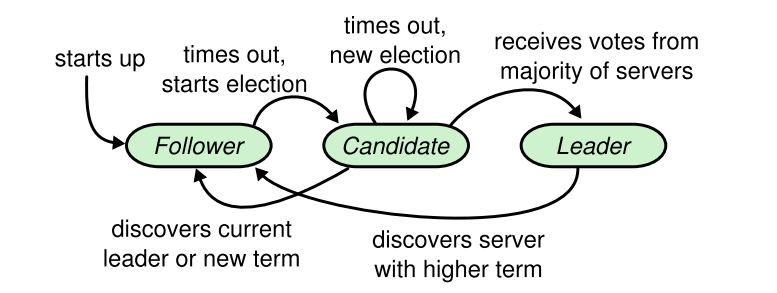 starts up
times out,
starts election
times out,
new election
receives votes from
majority of servers
Follower
Candidate
Leader
discovers current
leader or new term
discovers server
with higher term